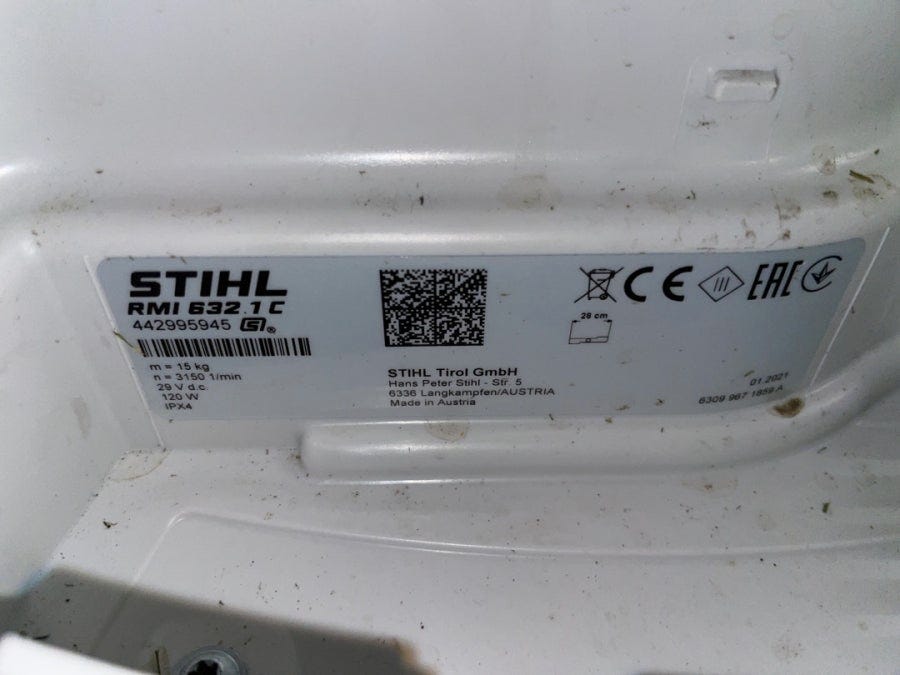 STIHL
RMI 632.1 C
442995945 ®
m = 15 kg
n = 3150 1/min
29 V d.c.
120 W
IPX4
STIHL Tirol GmbH
Hans Peter Stihl - Str. 5
6336 Langkampfen/AUSTRIA
Made in Austria
CE EAC
28 cm
01.2021
6309 967 1859 A